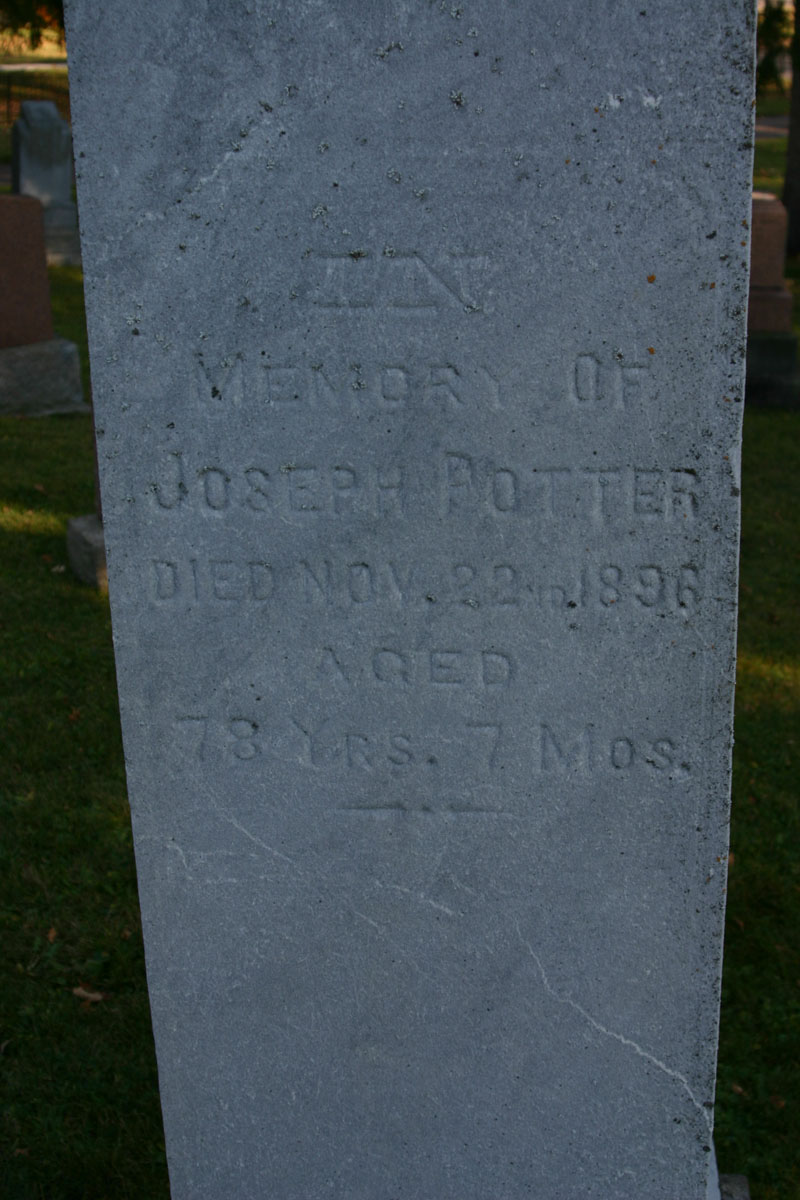 IN
MEMORY OF
JOSEPH POTTER
DIED NOV. 22ND, 1896
AGED
78 YRS. 7 MOS.